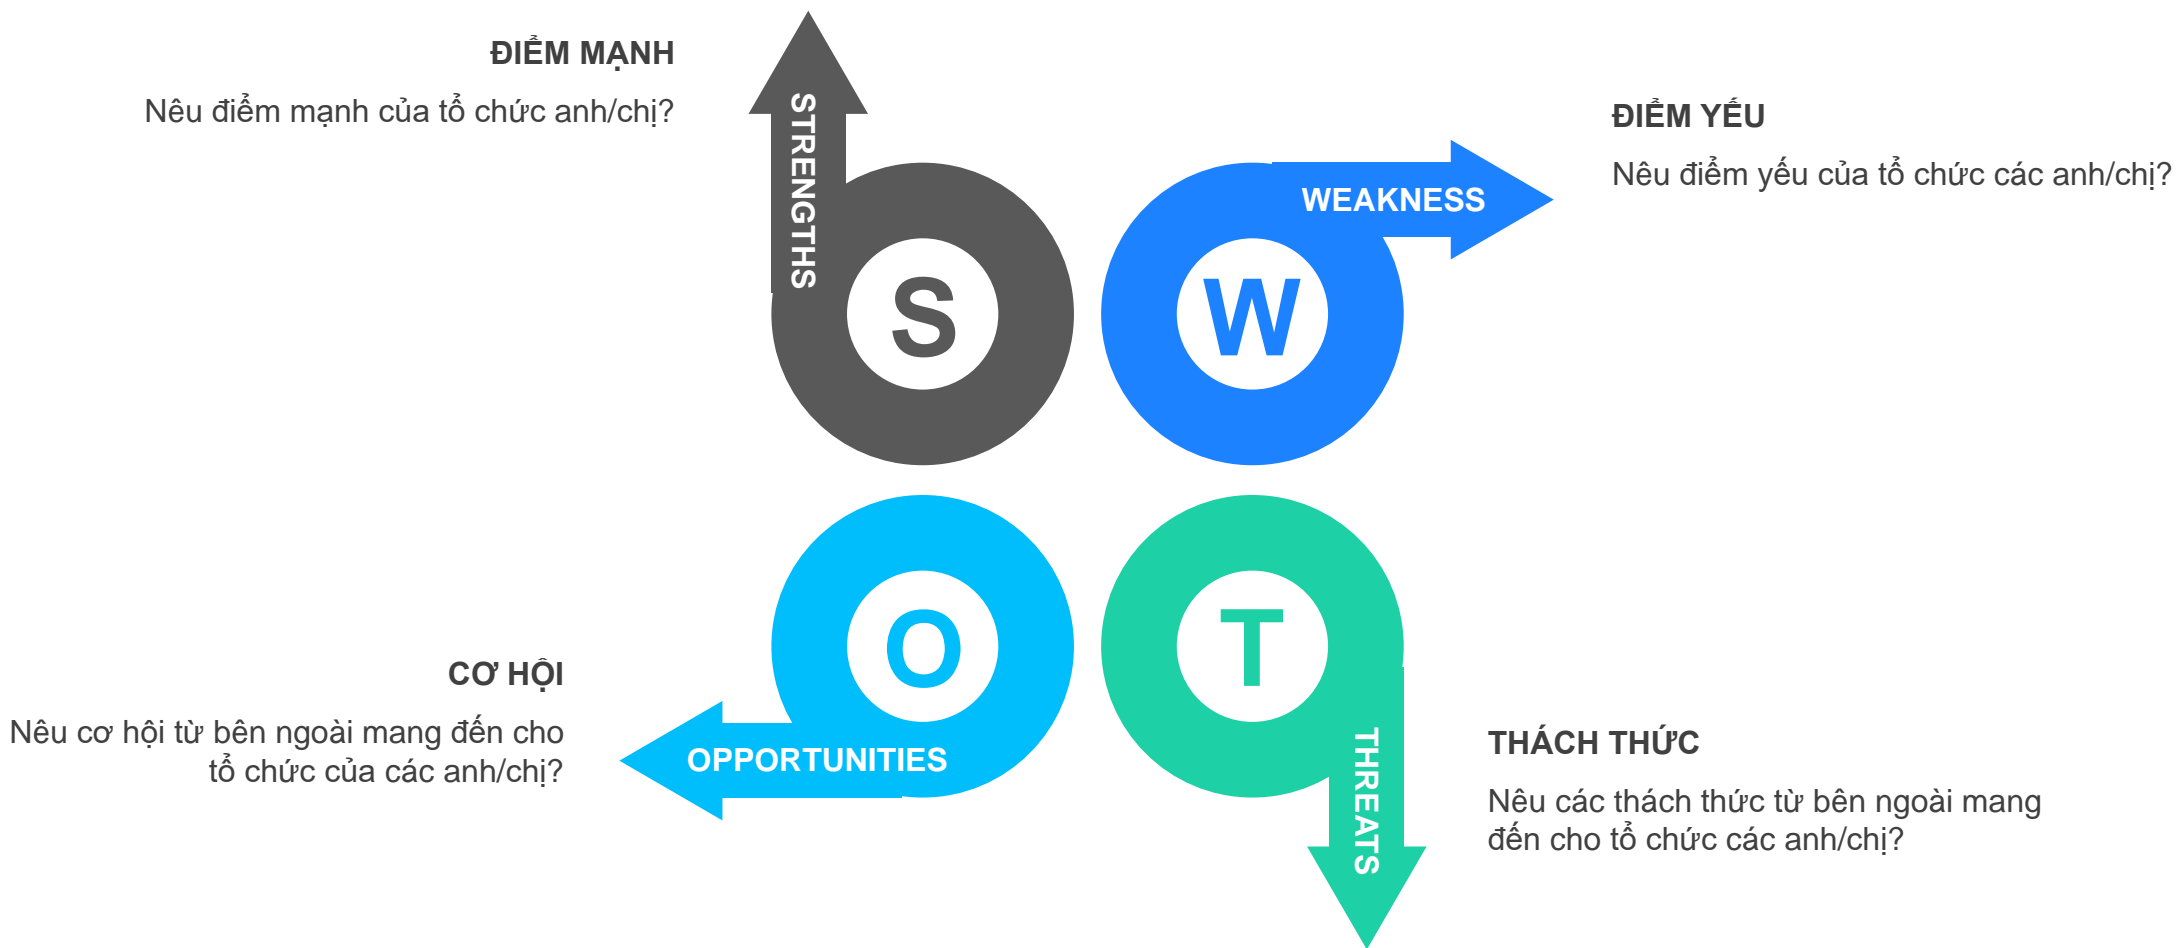 ĐIỂM MẠNH
Nêu điểm mạnh của tổ chức anh/chị?
STRENGTHS
S
ĐIỂM YẾU
Nêu điểm yếu của tổ chức các anh/chị?
WEAKNESS
W
CƠ HỘI
Nêu cơ hội từ bên ngoài mang đến cho
tổ chức của các anh/chị?
OPPORTUNITIES
O
THÁCH THỨC
Nêu các thách thức từ bên ngoài mang
đến cho tổ chức các anh/chị?
THREATS
T